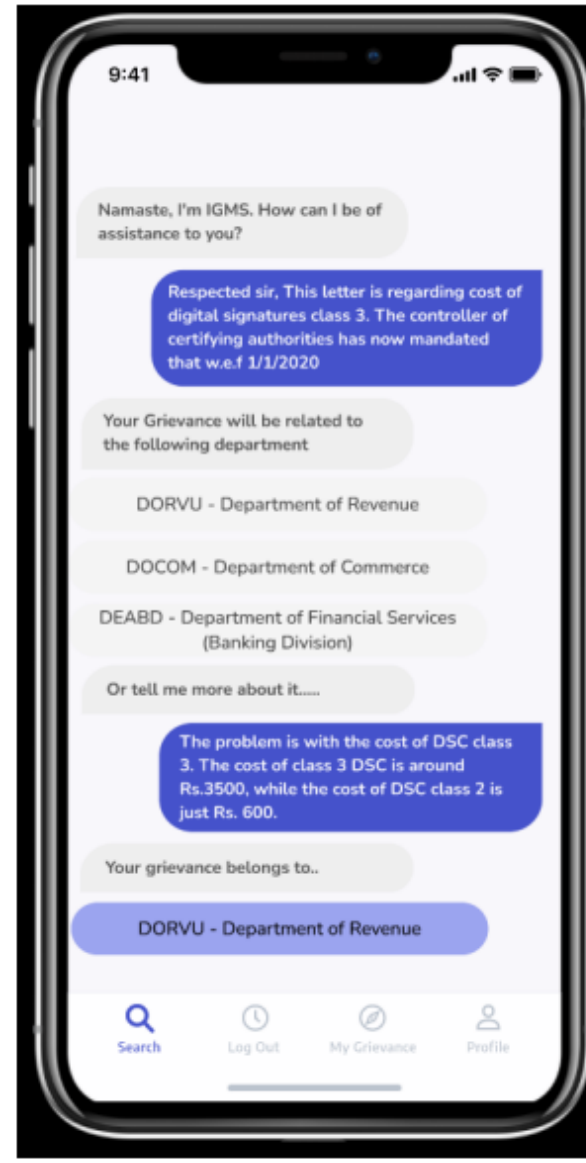 9:41
Namaste, I'm IGMS. How can I be of
assistance to you?
Respected sir, This letter is regarding cost of
digital signatures class 3. The controller of
certifying authorities has now mandated
that w.e.f 1/1/2020
Your Grievance will be related to
the following department
DORVU - Department of Revenue
DOCOM - Department of Commerce
DEABD - Department of Financial Services
(Banking Division)
Or tell me more about it.....
The problem is with the cost of DSC class
3. The cost of class 3 DSC is around
Rs.3500, while the cost of DSC class 2 is
just Rs. 600.
Your grievance belongs to..
DORVU - Department of Revenue
Search Log Out My Grievance Profile